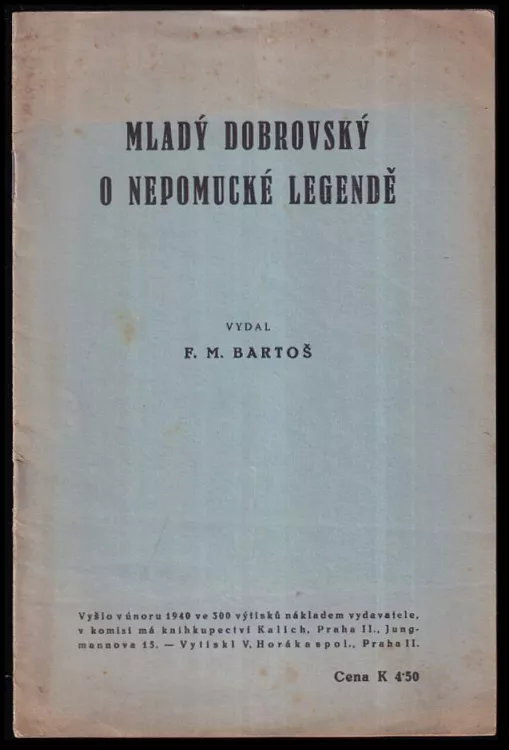 MLADÝ DOBROVSKÝ
O NEPOMUCKÉ LEGENDĚ
VYDAL
F. M. BARTOŠ
Vyšlo v únoru 1940 ve 300 výtisků nákladem vydavatele,
v komisi má knihkupectví Kalich, Praha II., Jung-
mannova 15. — Vytiskl V. Horák a spol., Praha II.
Cena K 4·50